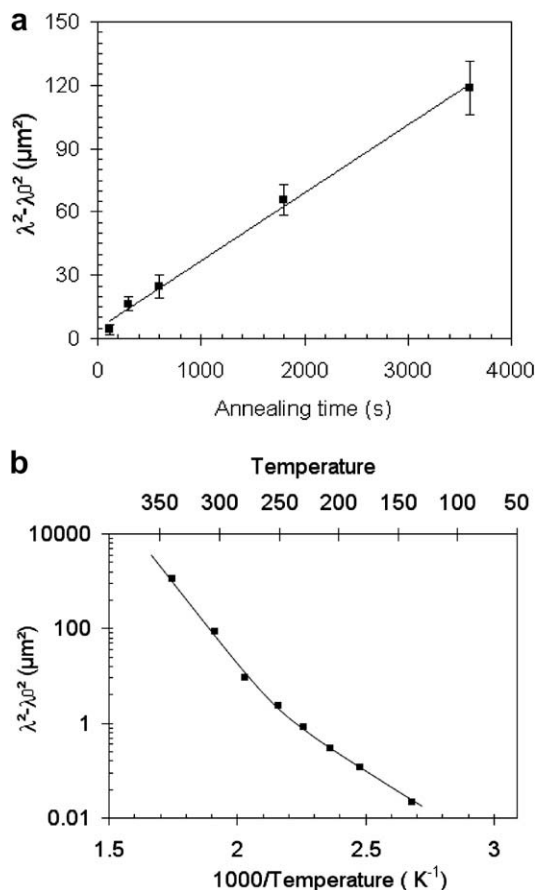 a
150
120
90
60
30
0
λ²-λ₀² (µm²)
0 1000 2000 3000 4000
Annealing time (s)
b
Temperature
350 300 250 200 150 100 50
10000
100
1
0.01
λ²-λ₀² (µm²)
1.5 2 2.5 3
1000/Temperature ( K⁻¹)